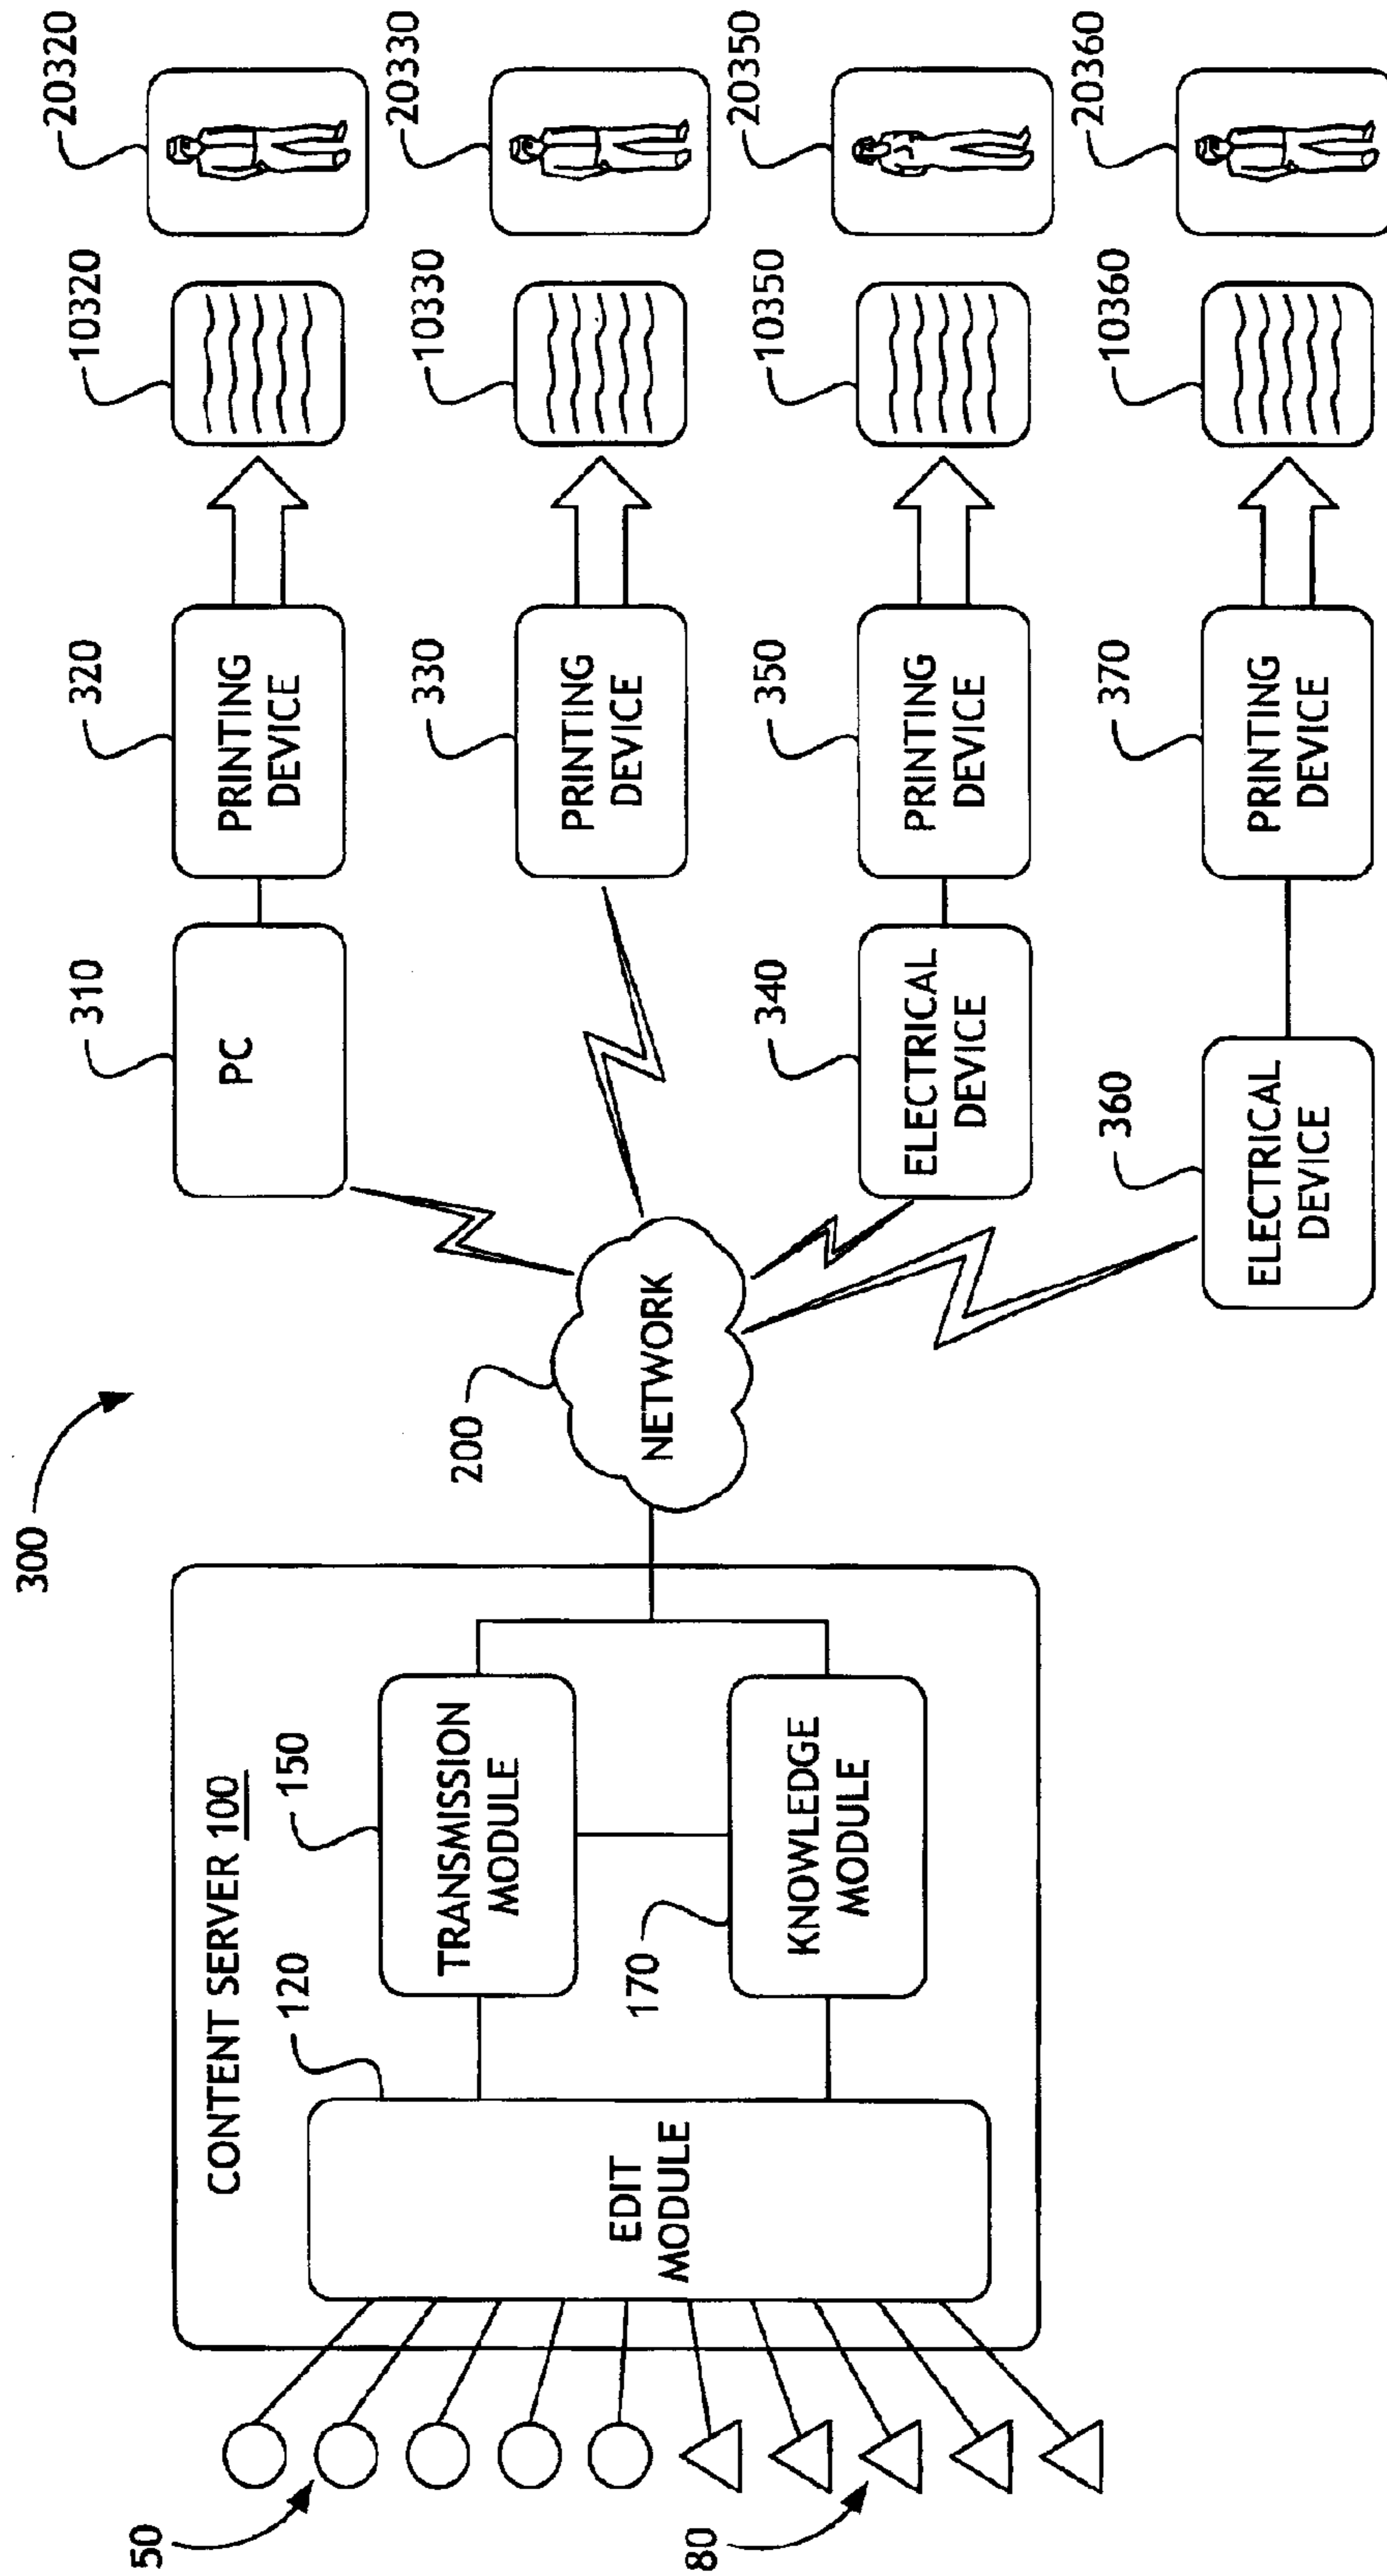 300
50
80
CONTENT SERVER 100
120
EDIT
MODULE
150
TRANSMISSION
MODULE
170
KNOWLEDGE
MODULE
200
NETWORK
310
PC
320
PRINTING
DEVICE
10320
20320
330
PRINTING
DEVICE
10330
20330
340
ELECTRICAL
DEVICE
350
PRINTING
DEVICE
10350
20350
360
ELECTRICAL
DEVICE
370
PRINTING
DEVICE
10360
20360